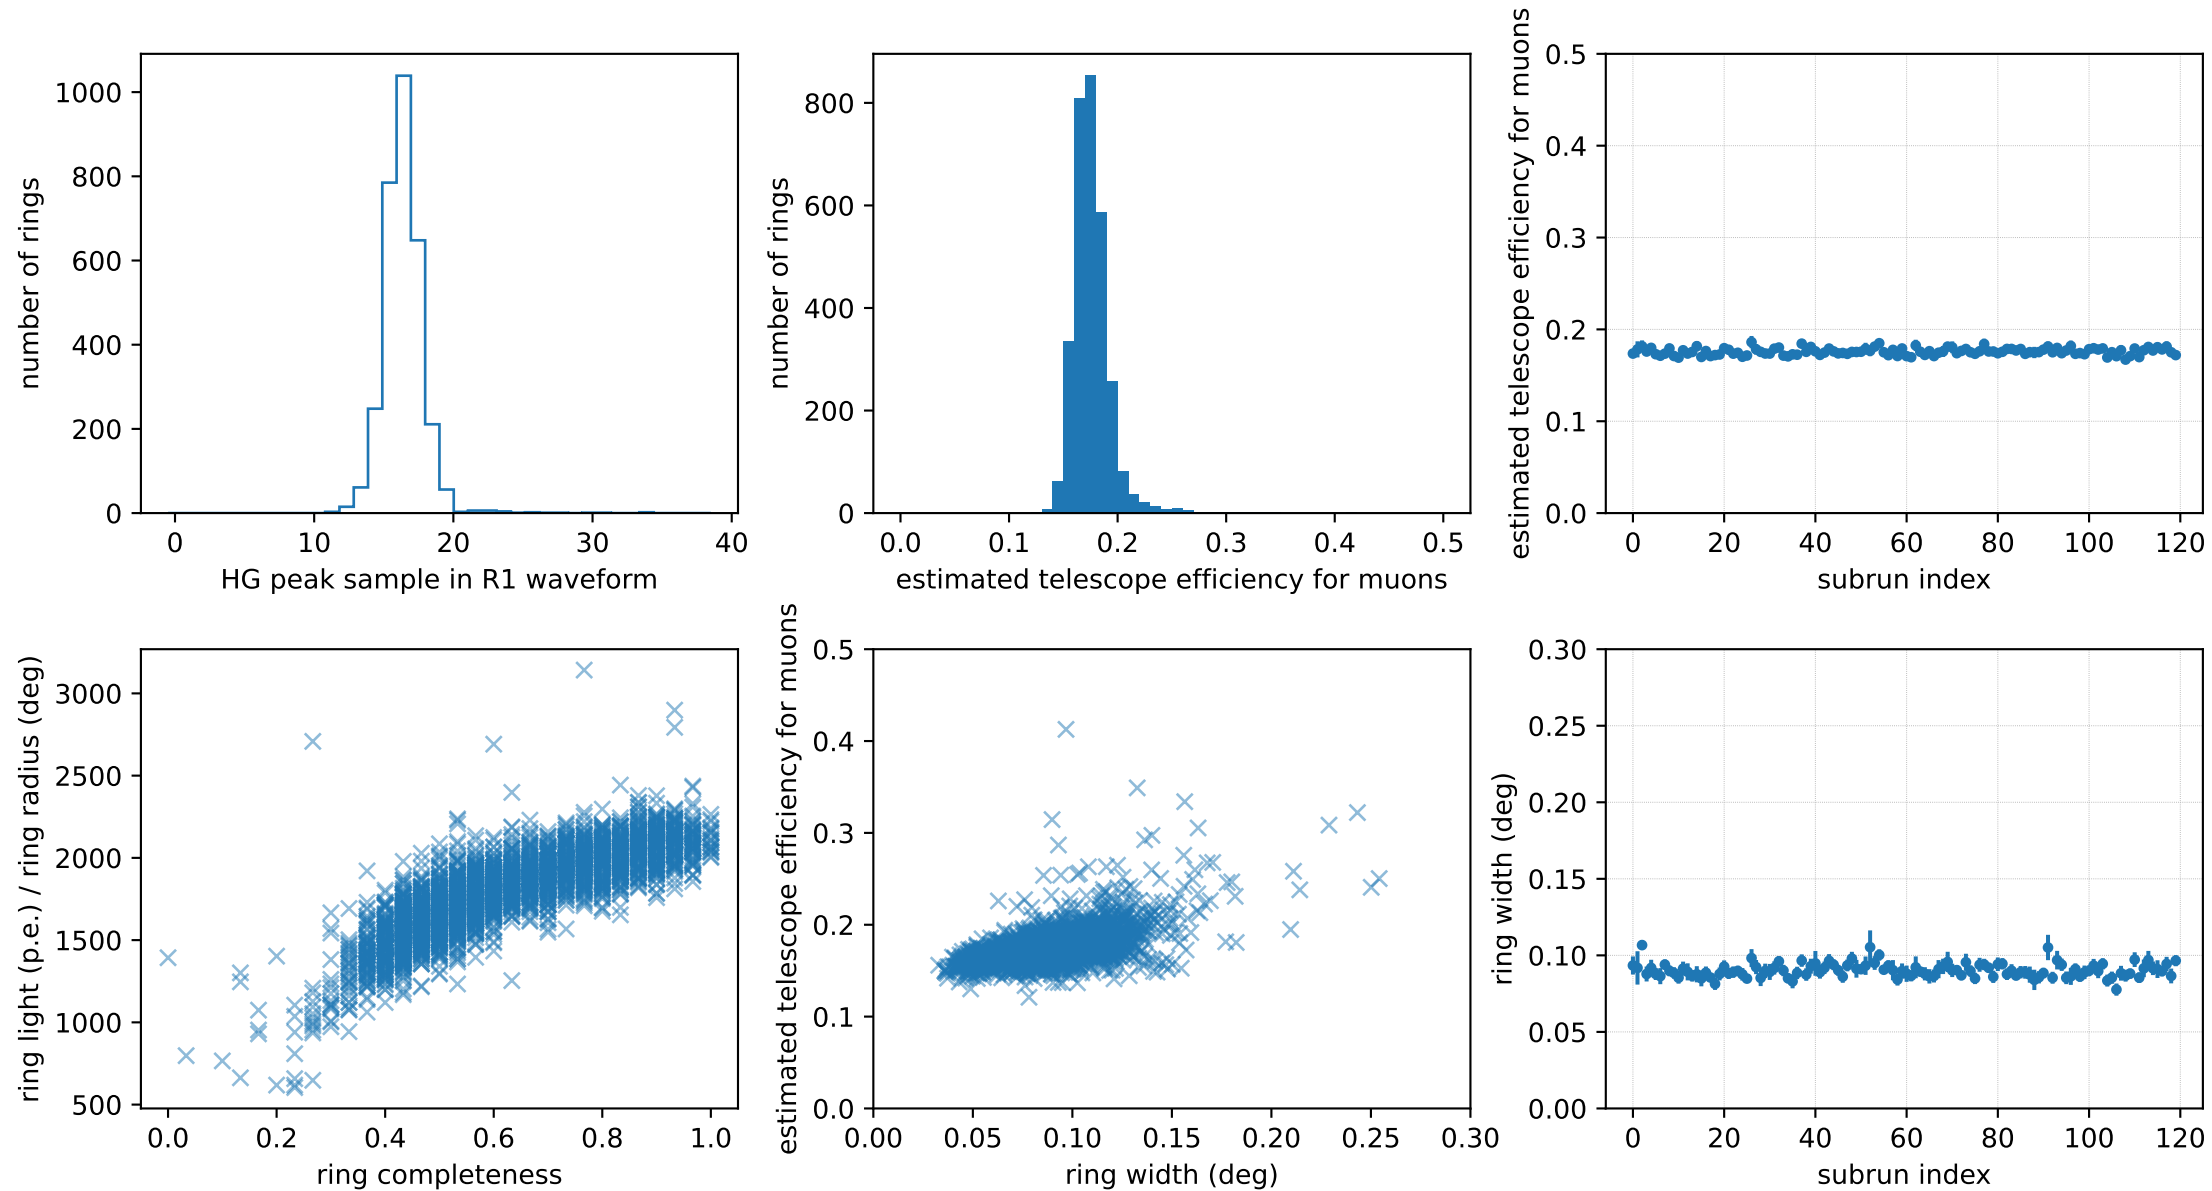 number of rings
1000
800
600
400
200
0
0 10 20 30 40
HG peak sample in R1 waveform
number of rings
800
600
400
200
0
0.0 0.1 0.2 0.3 0.4 0.5
estimated telescope efficiency for muons
estimated telescope efficiency for muons
0.5
0.4
0.3
0.2
0.1
0.0
0 20 40 60 80 100 120
subrun index
ring light (p.e.) / ring radius (deg)
3000
2500
2000
1500
1000
500
0.0 0.2 0.4 0.6 0.8 1.0
ring completeness
estimated telescope efficiency for muons
0.5
0.4
0.3
0.2
0.1
0.0
0.00 0.05 0.10 0.15 0.20 0.25 0.30
ring width (deg)
ring width (deg)
0.30
0.25
0.20
0.15
0.10
0.05
0.00
0 20 40 60 80 100 120
subrun index